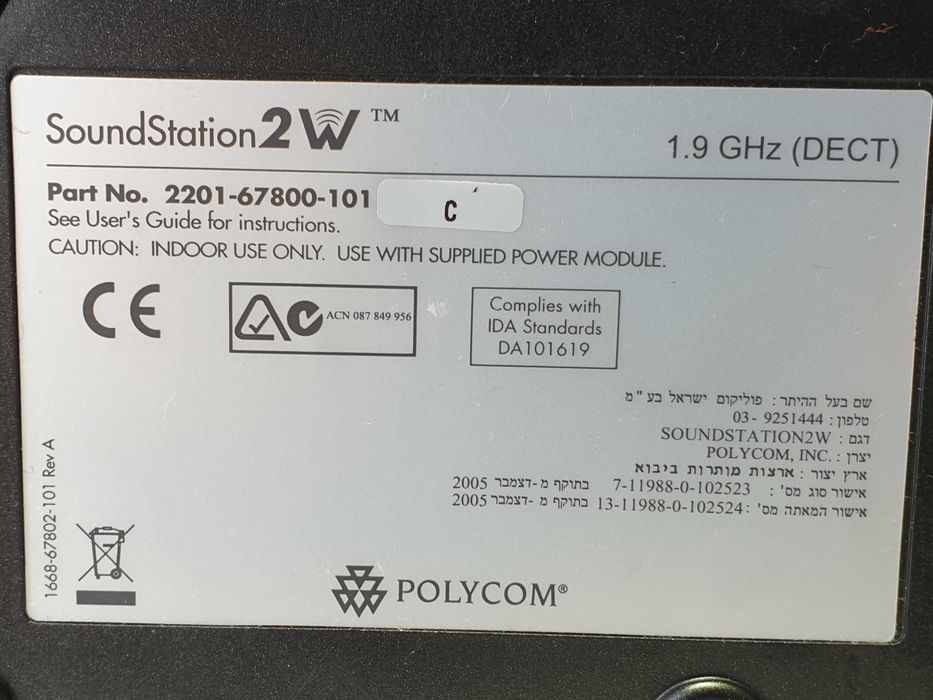 SoundStation2W™
1.9 GHz (DECT)
Part No. 2201-67800-101 C
See User's Guide for instructions.
CAUTION: INDOOR USE ONLY. USE WITH SUPPLIED POWER MODULE.
CE
ACN 087 849 956
Complies with
IDA Standards
DA101619
שם בעל ההיתר: פוליקום ישראל בע"מ
טלפון: 03- 9251444
דגם: SOUNDSTATION2W
יצרן: POLYCOM, INC.
ארץ יצור: ארצות מותרות ביבוא
אישור סוג מס': 7-11988-0-102523 בתוקף מ-דצמבר 2005
אישור התאמה מס': 13-11988-0-102524 בתוקף מ-דצמבר 2005
1668-67802-101 Rev A
POLYCOM®